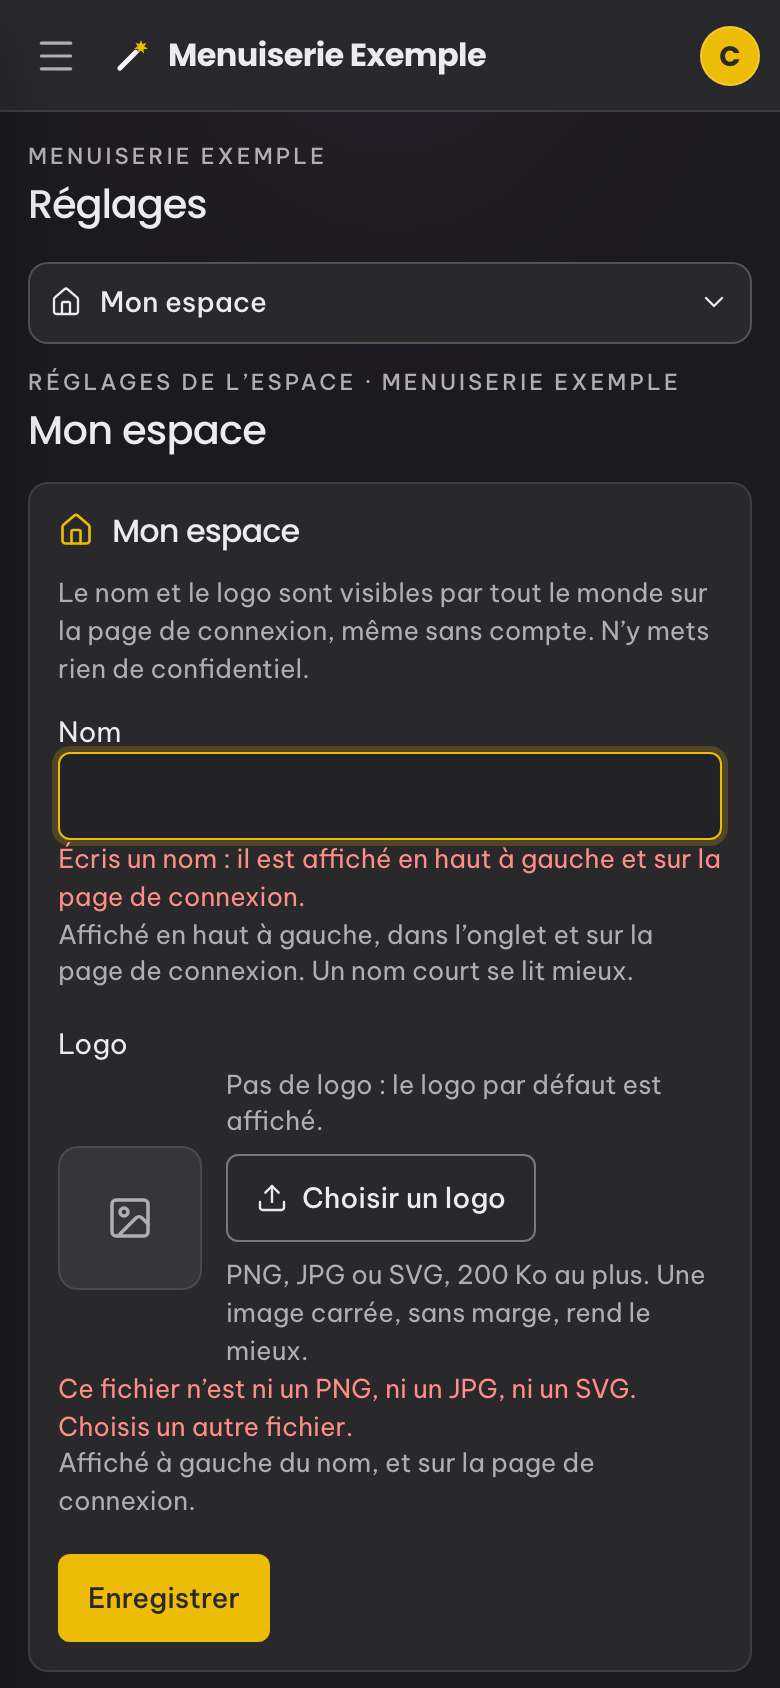 Menuiserie Exemple
C
MENUISERIE EXEMPLE
Réglages
Mon espace
RÉGLAGES DE L’ESPACE · MENUISERIE EXEMPLE
Mon espace
Mon espace
Le nom et le logo sont visibles par tout le monde sur
la page de connexion, même sans compte. N’y mets
rien de confidentiel.
Nom
Écris un nom : il est affiché en haut à gauche et sur la
page de connexion.
Affiché en haut à gauche, dans l’onglet et sur la
page de connexion. Un nom court se lit mieux.
Logo
Pas de logo : le logo par défaut est
affiché.
Choisir un logo
PNG, JPG ou SVG, 200 Ko au plus. Une
image carrée, sans marge, rend le
mieux.
Ce fichier n’est ni un PNG, ni un JPG, ni un SVG.
Choisis un autre fichier.
Affiché à gauche du nom, et sur la page de
connexion.
Enregistrer